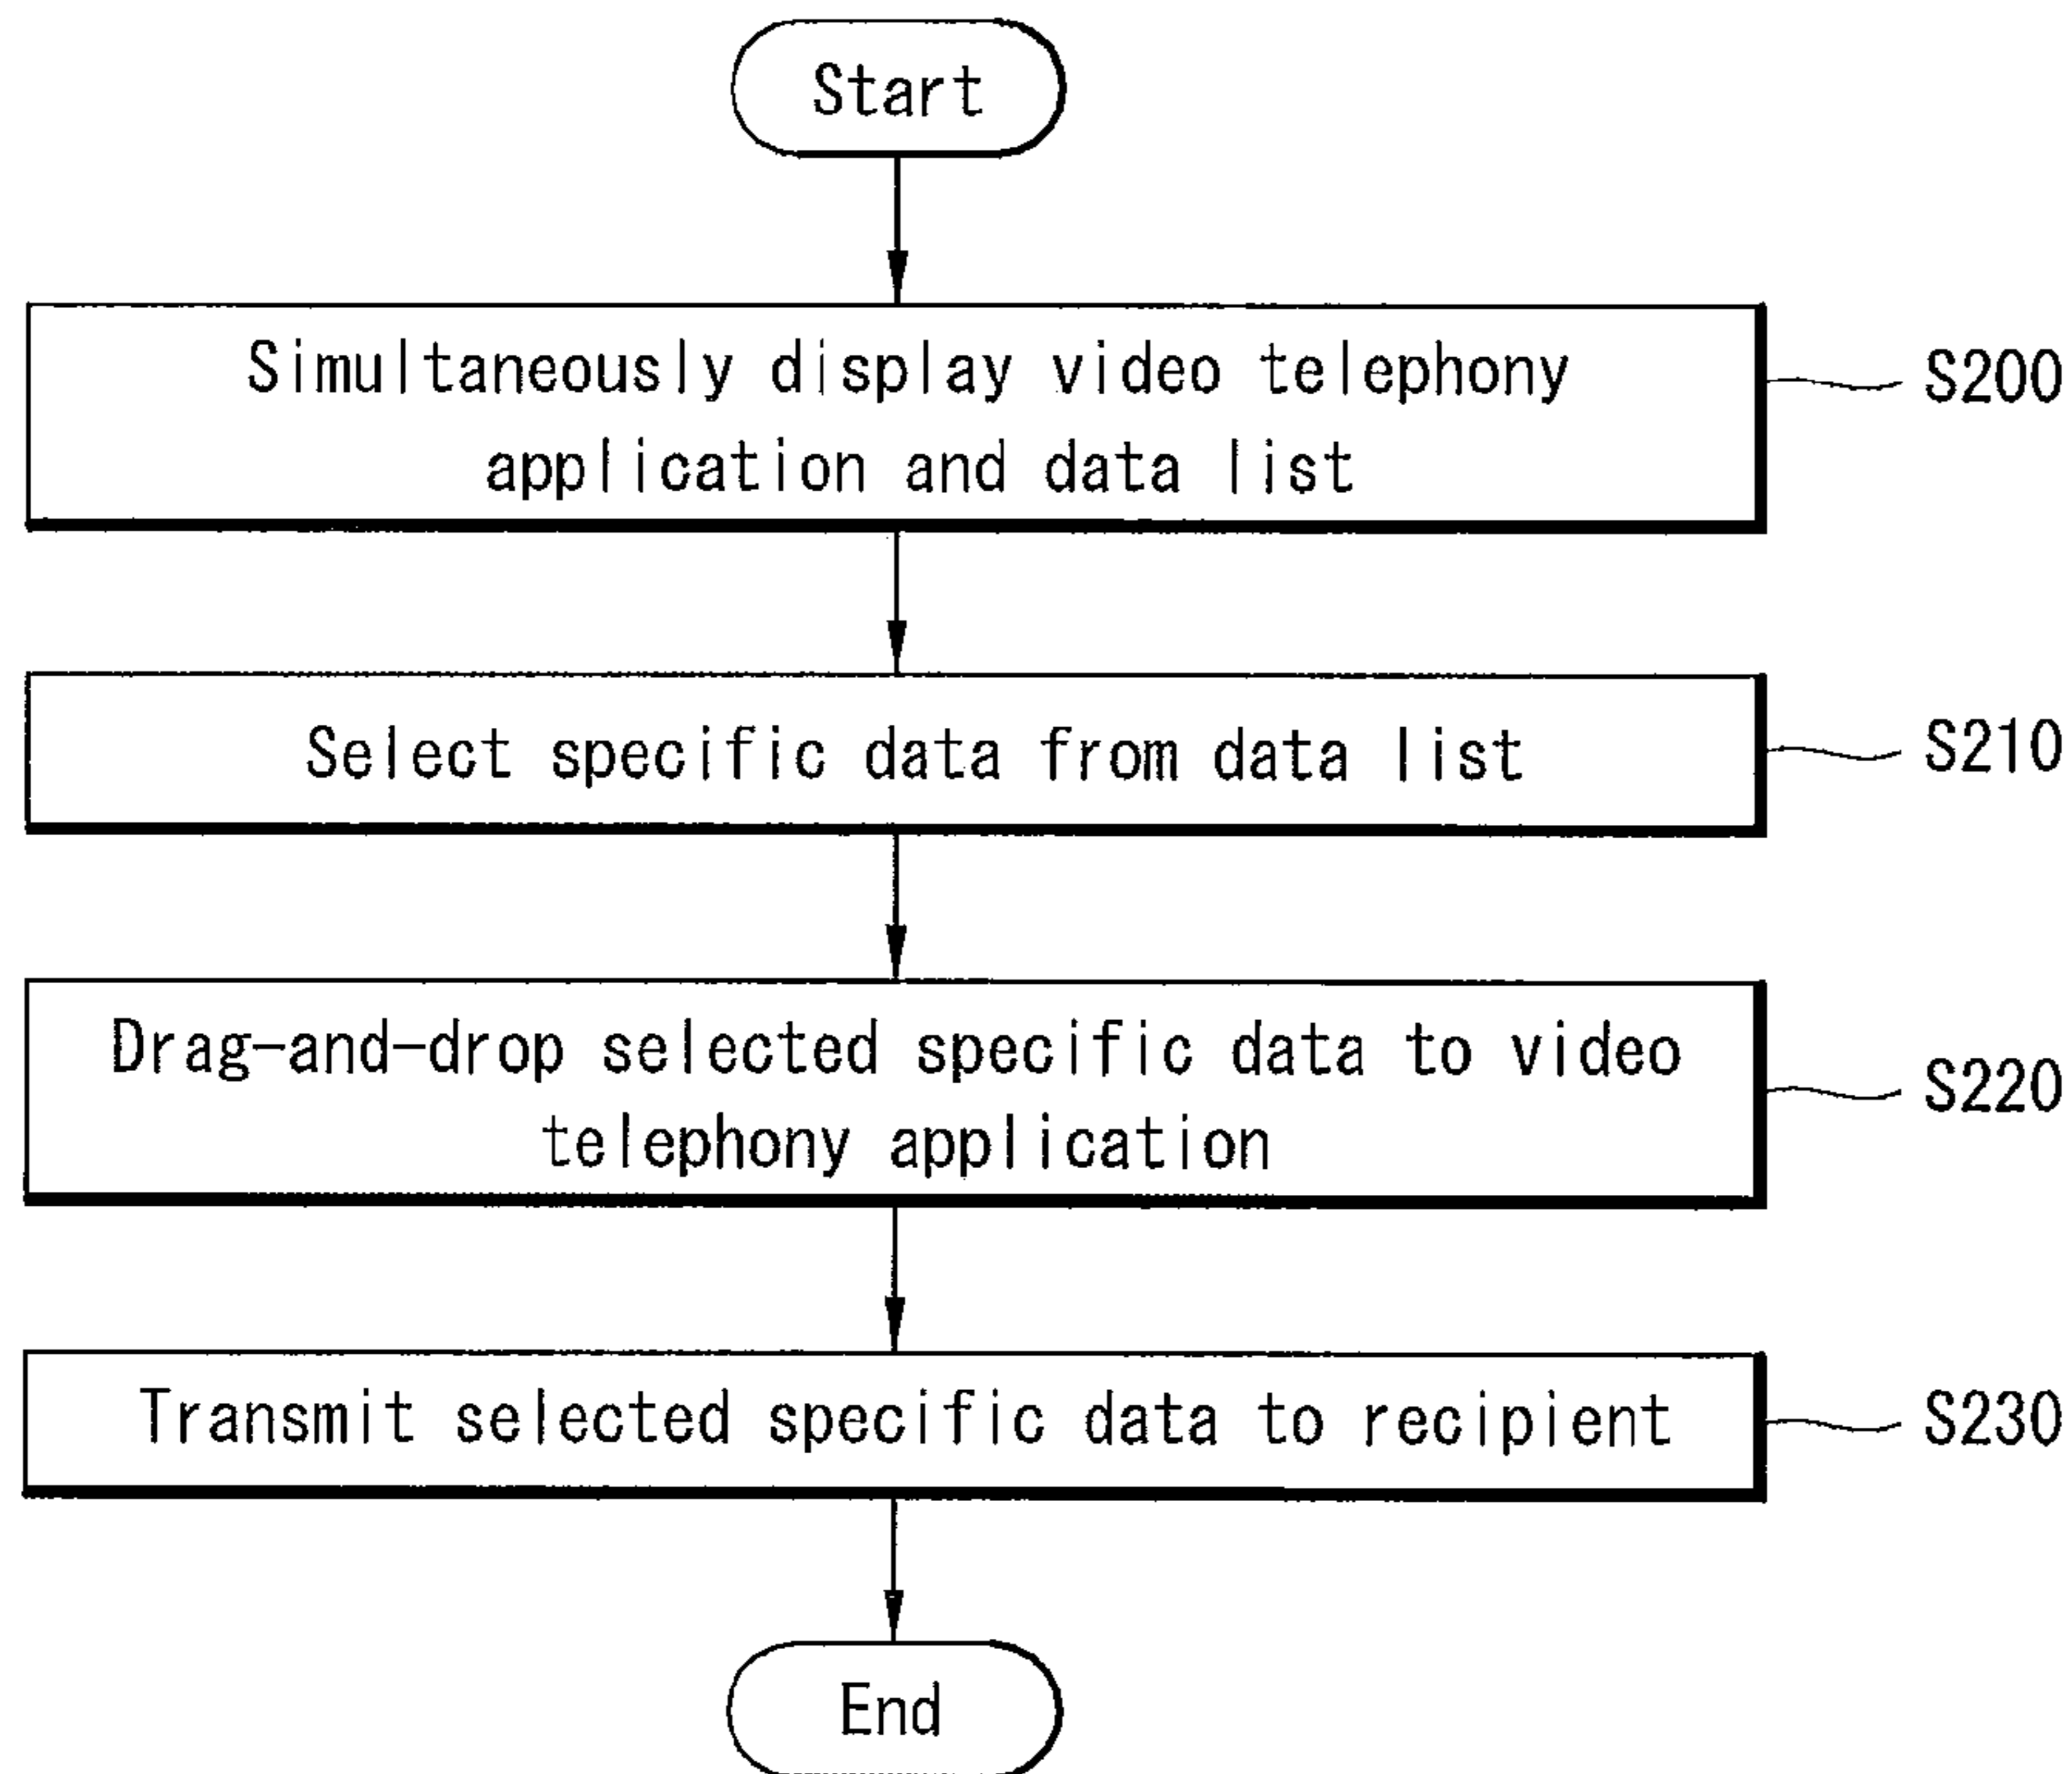 Start
Simultaneously display video telephony
application and data list
S200
Select specific data from data list
S210
Drag-and-drop selected specific data to video
telephony application
S220
Transmit selected specific data to recipient
S230
End